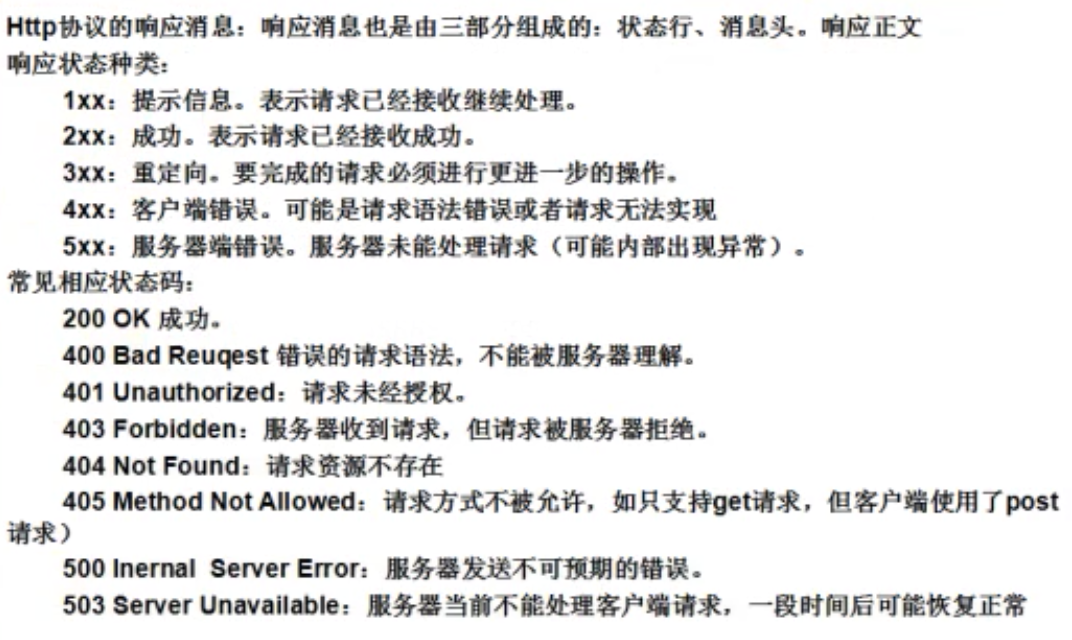 Http协议的响应消息：响应消息也是由三部分组成的：状态行、消息头。响应正文
响应状态种类：
1xx：提示信息。表示请求已经接收继续处理。
2xx：成功。表示请求已经接收成功。
3xx：重定向。要完成的请求必须进行更进一步的操作。
4xx：客户端错误。可能是请求语法错误或者请求无法实现
5xx：服务器端错误。服务器未能处理请求（可能内部出现异常）。
常见相应状态码：
200 OK 成功。
400 Bad Reuqest 错误的请求语法，不能被服务器理解。
401 Unauthorized：请求未经授权。
403 Forbidden：服务器收到请求，但请求被服务器拒绝。
404 Not Found：请求资源不存在
405 Method Not Allowed：请求方式不被允许，如只支持get请求，但客户端使用了post
请求）
500 Inernal  Server Error：服务器发送不可预期的错误。
503 Server Unavailable：服务器当前不能处理客户端请求，一段时间后可能恢复正常